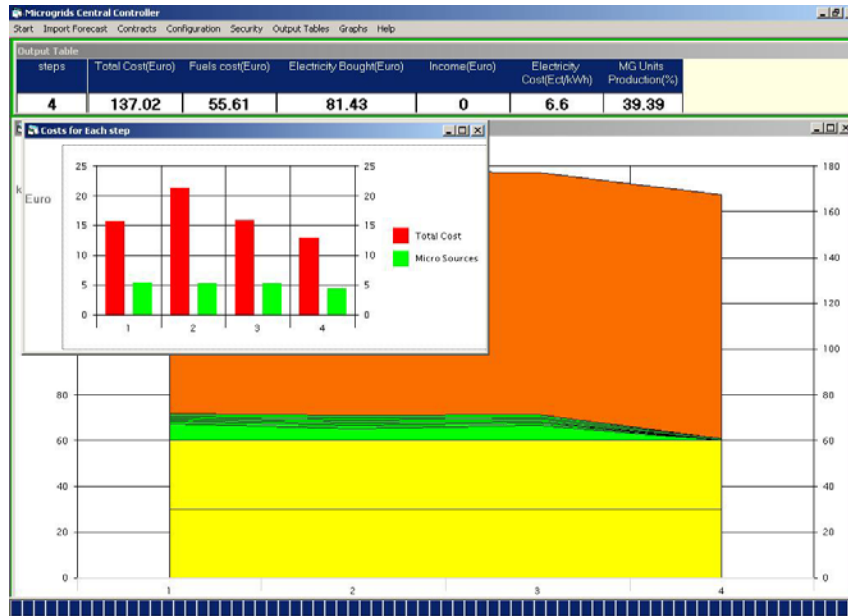 Microgrids Central Controller
Start Import Forecast Contracts Configuration Security Output Tables Graphs Help
Output Table
steps Total Cost(Euro) Fuels cost(Euro) Electricity Bought(Euro) Income(Euro) Electricity Cost(Ect/kWh) MG Units Production(%)
4 137.02 55.61 81.43 0 6.6 39.39
Costs for Each step
25 25
Euro 20 20
15 15
10 10
5 5
0 0
1 2 3 4
Total Cost
Micro Sources
k
180
160
140
120
100
80 80
60 60
40 40
20 20
0 0
1 2 3 4